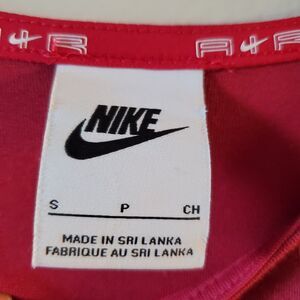 A R A R
NIKE
S P CH
MADE IN SRI LANKA
FABRIQUE AU SRI LANKA